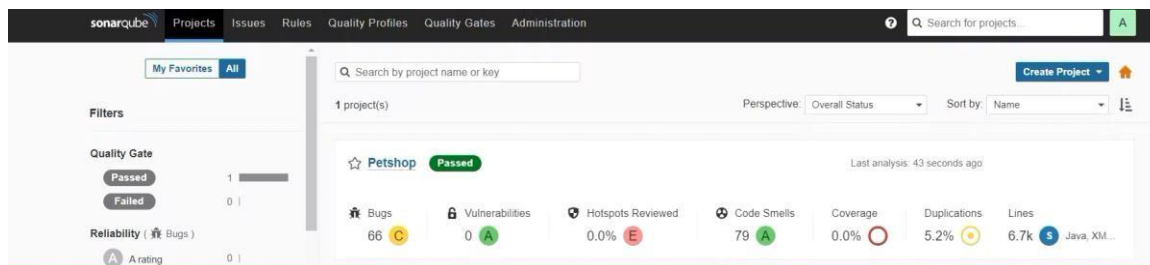 sonarqube Projects Issues Rules Quality Profiles Quality Gates Administration ? Search for projects... A
My Favorites All
Search by project name or key
Create Project
1 project(s)
Perspective: Overall Status Sort by: Name
Filters
Quality Gate
Passed 1
Failed 0
Reliability ( Bugs )
A A rating 0
Petshop Passed
Last analysis: 43 seconds ago
Bugs Vulnerabilities Hotspots Reviewed Code Smells Coverage Duplications Lines
66 C 0 A 0.0% E 79 A 0.0% 5.2% 6.7k S Java, XM...